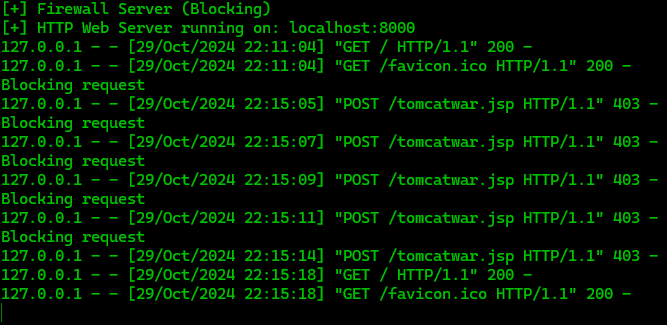 [+] Firewall Server (Blocking)
[+] HTTP Web Server running on: localhost:8000
127.0.0.1 - - [29/Oct/2024 22:11:04] "GET / HTTP/1.1" 200 -
127.0.0.1 - - [29/Oct/2024 22:11:04] "GET /favicon.ico HTTP/1.1" 200 -
Blocking request
127.0.0.1 - - [29/Oct/2024 22:15:05] "POST /tomcatwar.jsp HTTP/1.1" 403 -
Blocking request
127.0.0.1 - - [29/Oct/2024 22:15:07] "POST /tomcatwar.jsp HTTP/1.1" 403 -
Blocking request
127.0.0.1 - - [29/Oct/2024 22:15:09] "POST /tomcatwar.jsp HTTP/1.1" 403 -
Blocking request
127.0.0.1 - - [29/Oct/2024 22:15:11] "POST /tomcatwar.jsp HTTP/1.1" 403 -
Blocking request
127.0.0.1 - - [29/Oct/2024 22:15:14] "POST /tomcatwar.jsp HTTP/1.1" 403 -
127.0.0.1 - - [29/Oct/2024 22:15:18] "GET / HTTP/1.1" 200 -
127.0.0.1 - - [29/Oct/2024 22:15:18] "GET /favicon.ico HTTP/1.1" 200 -